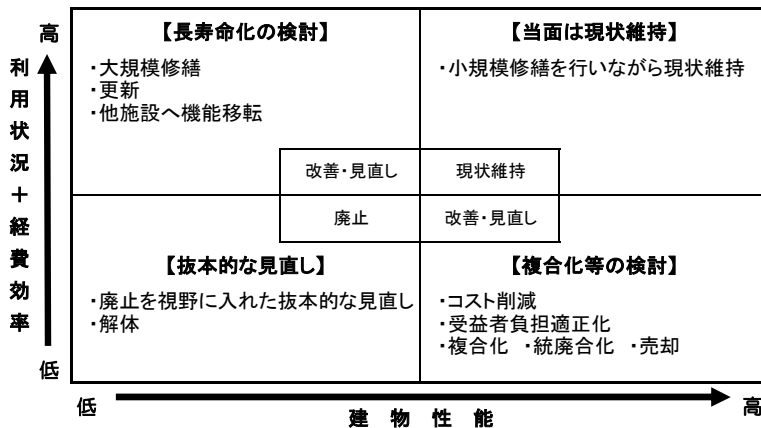 高
利用状況+経費効率
低
【長寿命化の検討】
・大規模修繕
・更新
・他施設へ機能移転
【当面は現状維持】
・小規模修繕を行いながら現状維持
改善・見直し
現状維持
廃止
改善・見直し
【抜本的な見直し】
・廃止を視野に入れた抜本的な見直し
・解体
【複合化等の検討】
・コスト削減
・受益者負担適正化
・複合化 ・統廃合化 ・売却
低
建物性能
高